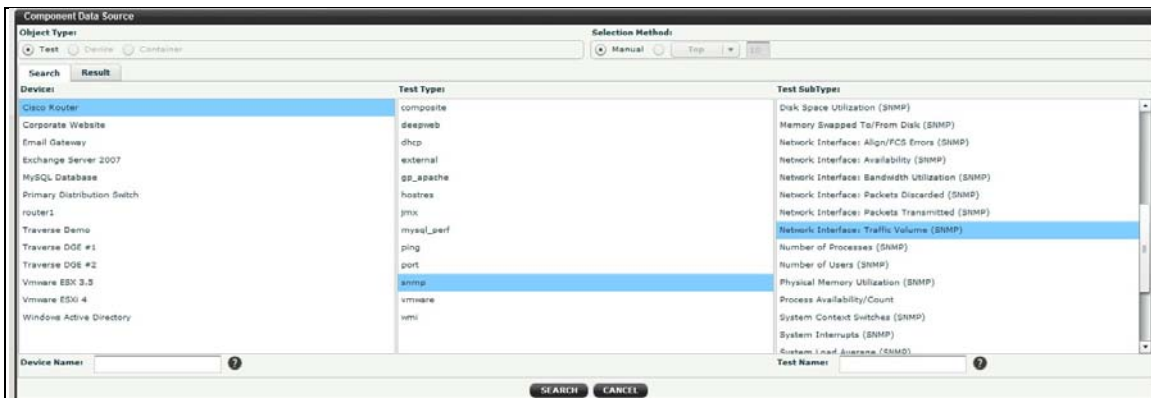 Component Data Source
Object Type:
Selection Method:
Test Device Container
Manual Top 10
Search Result
Device:
Test Type:
Test SubType:
Cisco Router
Corporate Website
Email Gateway
Exchange Server 2007
MySQL Database
Primary Distribution Switch
router1
Traverse Demo
Traverse DGE #1
Traverse DGE #2
Vmware ESX 3.5
Vmware ESXi 4
Windows Active Directory
composite
deepweb
dhcp
external
gp_apache
hostres
jmx
mysql_perf
ping
port
snmp
vmware
wmi
Disk Space Utilization (SNMP)
Memory Swapped To/From Disk (SNMP)
Network Interface: Align/FCS Errors (SNMP)
Network Interface: Availability (SNMP)
Network Interface: Bandwidth Utilization (SNMP)
Network Interface: Packets Discarded (SNMP)
Network Interface: Packets Transmitted (SNMP)
Network Interface: Traffic Volume (SNMP)
Number of Processes (SNMP)
Number of Users (SNMP)
Physical Memory Utilization (SNMP)
Process Availability/Count
System Context Switches (SNMP)
System Interrupts (SNMP)
System Load Average (SNMP)
Device Name:
?
Test Name:
?
SEARCH CANCEL